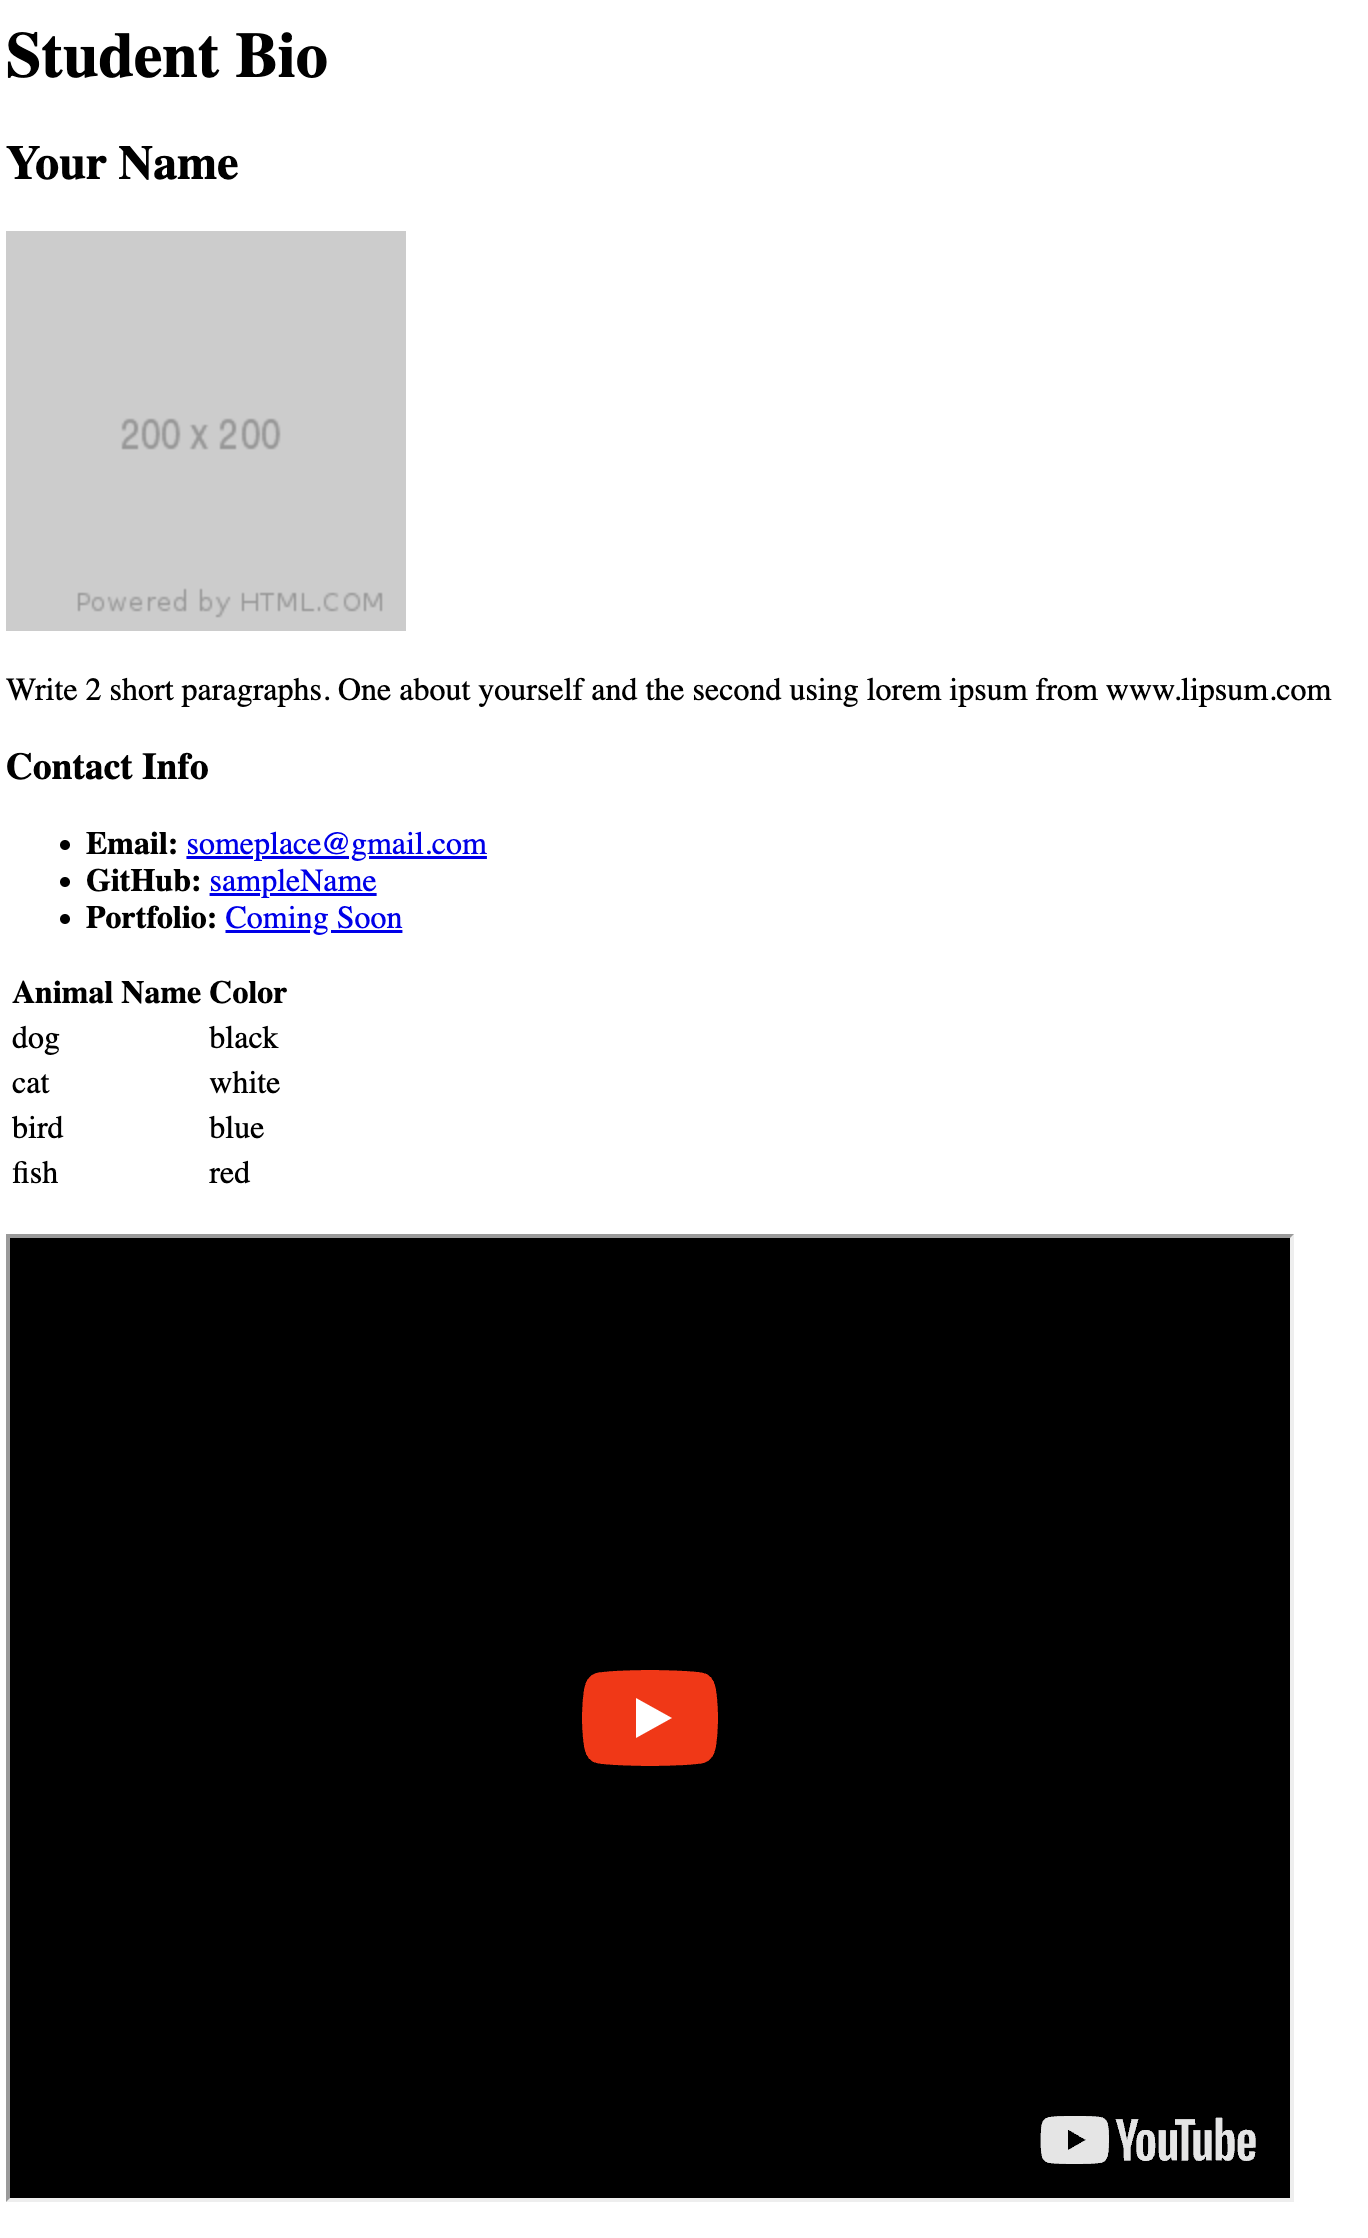 Student Bio
Your Name
200 x 200
Powered by HTML.COM
Write 2 short paragraphs. One about yourself and the second using lorem ipsum from www.lipsum.com
Contact Info
• Email: someplace@gmail.com
• GitHub: sampleName
• Portfolio: Coming Soon
Animal Name Color
dog black
cat white
bird blue
fish red
YouTube